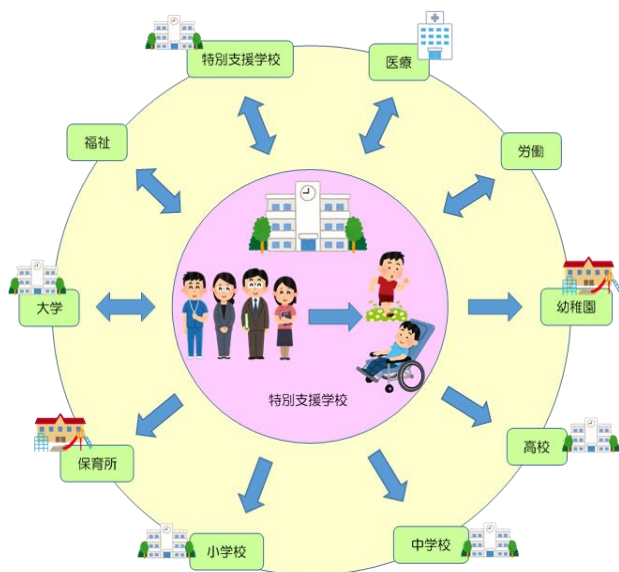 特別支援学校
医療
福祉
労働
大学
幼稚園
特別支援学校
保育所
高校
小学校
中学校